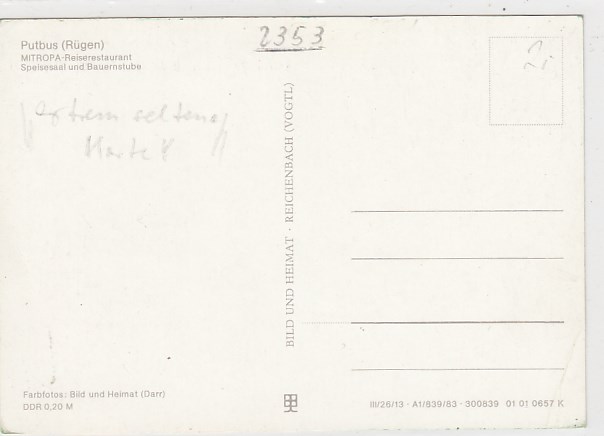 2353
Putbus (Rügen)
MITROPA-Reiserestaurant
Speisesaal und Bauernstube
extrem seltene
Karte
BILD UND HEIMAT · REICHENBACH (VOGTL)
Farbfotos: Bild und Heimat (Darr)
DDR 0,20 M
III/26/13 · A1/839/83 · 300839 01 01 0657 K